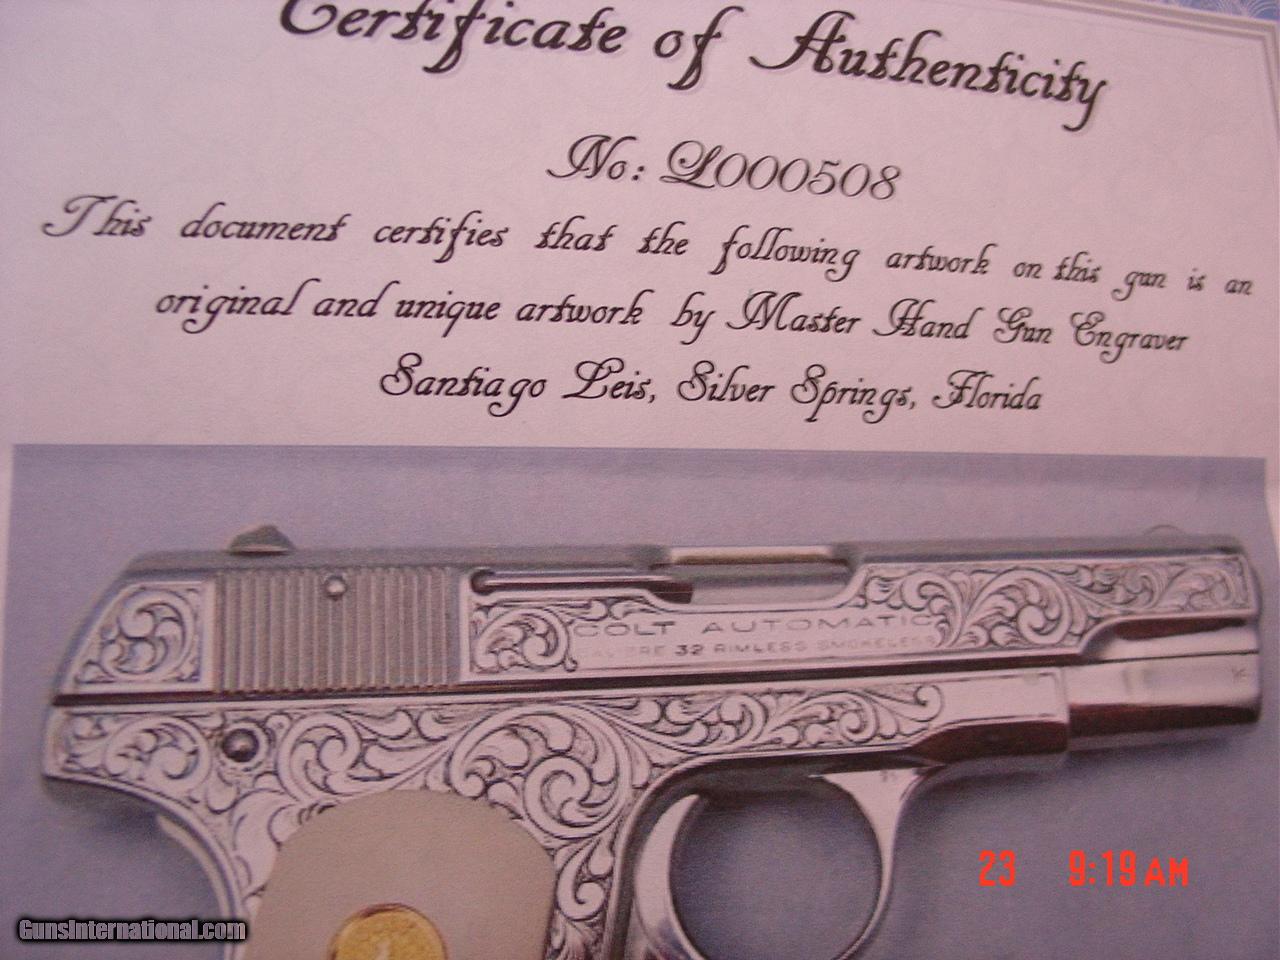 Certificate of Authenticity
No: L000508
This document certifies that the following artwork on this gun is an
original and unique artwork by Master Hand Gun Engraver
Santiago Leis, Silver Springs, Florida
COLT AUTOMATIC
CALIBRE 32 RIMLESS SMOKELESS
23 9:19 AM
GunsInternational.com